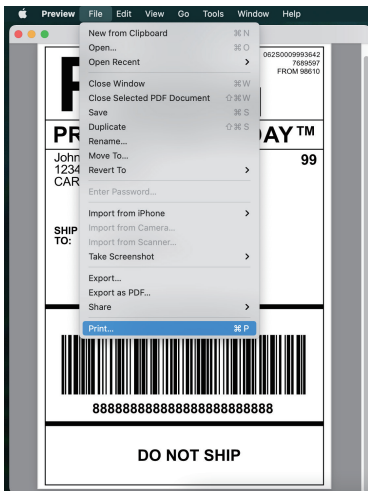 Preview File Edit View Go Tools Window Help
New from Clipboard ⌘ N
Open... ⌘ O
Open Recent >
Close Window ⌘ W
Close Selected PDF Document ⇧ ⌘ W
Save ⌘ S
Duplicate ⇧ ⌘ S
Rename...
Move To...
Revert To >
Enter Password...
Import from iPhone >
Import from Camera...
Import from Scanner...
Take Screenshot >
Export...
Export as PDF...
Share >
Print... ⌘ P
062S0009993642
7689597
FROM 98610
PR
AY™
John
1234
CAR
99
SHIP
TO:
88888888888888888888888888
DO NOT SHIP